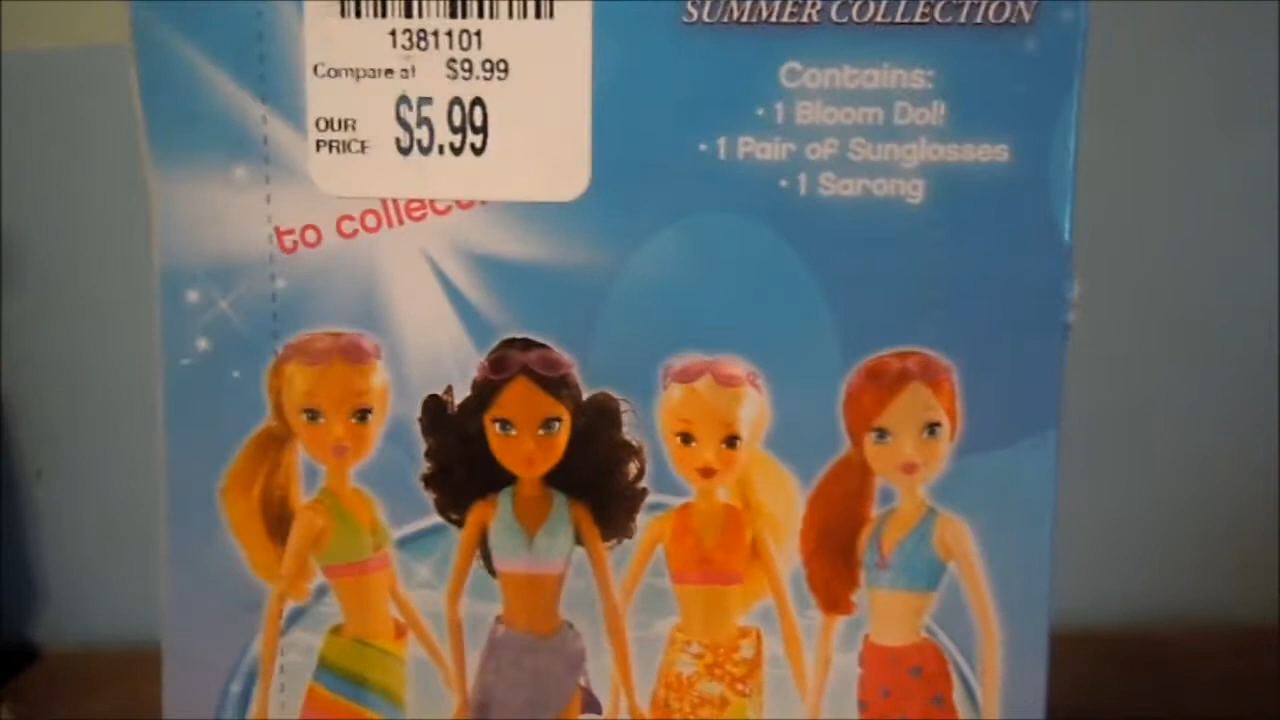 1381101
Compare at $9.99
OUR PRICE $5.99
to collect
SUMMER COLLECTION
Contains:
· 1 Bloom Doll
· 1 Pair of Sunglasses
· 1 Sarong